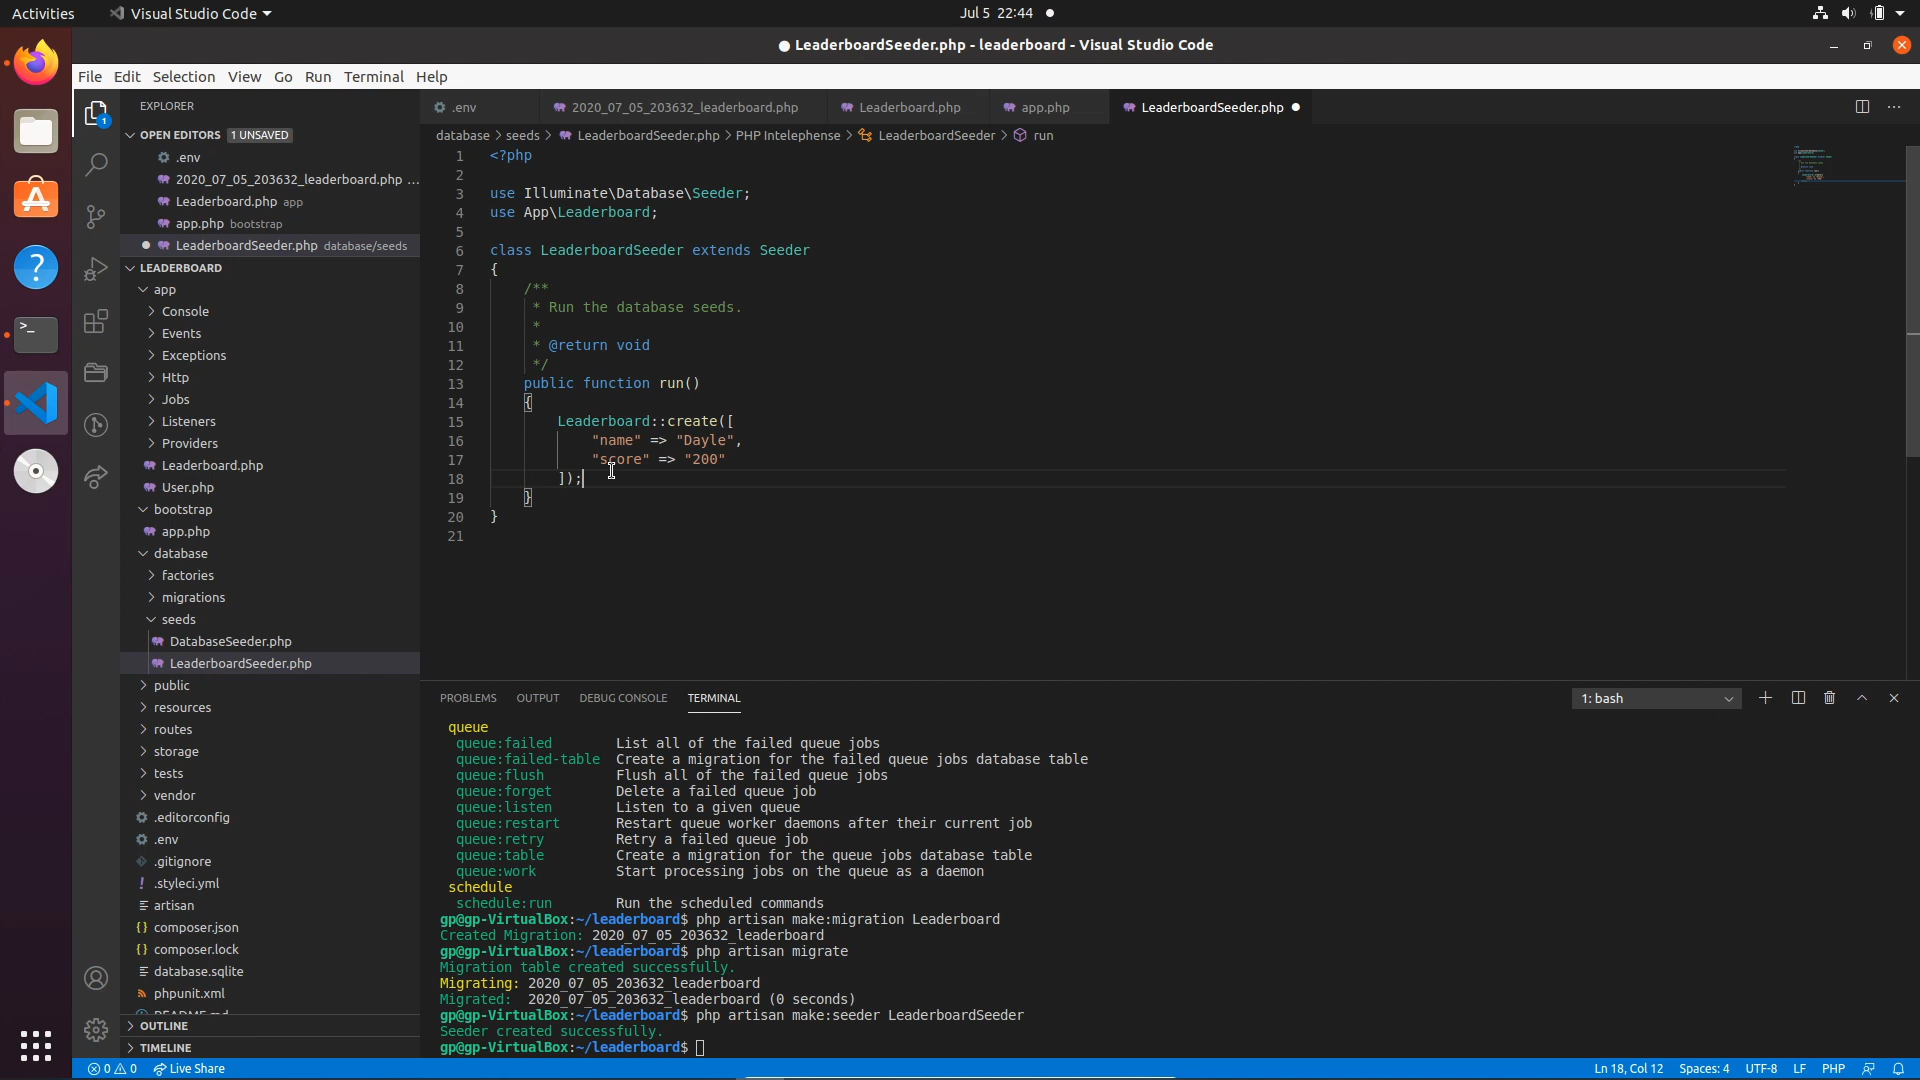 Activities
Visual Studio Code
Jul 5 22:44
● LeaderboardSeeder.php - leaderboard - Visual Studio Code
File Edit Selection View Go Run Terminal Help
EXPLORER
OPEN EDITORS 1 UNSAVED
.env
2020_07_05_203632_leaderboard.php ...
Leaderboard.php app
app.php bootstrap
LeaderboardSeeder.php database/seeds
LEADERBOARD
app
Console
Events
Exceptions
Http
Jobs
Listeners
Providers
Leaderboard.php
User.php
bootstrap
app.php
database
factories
migrations
seeds
DatabaseSeeder.php
LeaderboardSeeder.php
public
resources
routes
storage
tests
vendor
.editorconfig
.env
.gitignore
.styleci.yml
artisan
composer.json
composer.lock
database.sqlite
phpunit.xml
README.md
OUTLINE
TIMELINE
.env
2020_07_05_203632_leaderboard.php
Leaderboard.php
app.php
LeaderboardSeeder.php
database > seeds > LeaderboardSeeder.php > PHP Intelephense > LeaderboardSeeder > run
1 <?php
2
3 use Illuminate\Database\Seeder;
4 use App\Leaderboard;
5
6 class LeaderboardSeeder extends Seeder
7 {
8 /**
9 * Run the database seeds.
10 *
11 * @return void
12 */
13 public function run()
14 {
15 Leaderboard::create([
16 "name" => "Dayle",
17 "score" => "200"
18 ]);
19 }
20 }
21
PROBLEMS OUTPUT DEBUG CONSOLE TERMINAL
1: bash
queue
queue:failed List all of the failed queue jobs
queue:failed-table Create a migration for the failed queue jobs database table
queue:flush Flush all of the failed queue jobs
queue:forget Delete a failed queue job
queue:listen Listen to a given queue
queue:restart Restart queue worker daemons after their current job
queue:retry Retry a failed queue job
queue:table Create a migration for the queue jobs database table
queue:work Start processing jobs on the queue as a daemon
schedule
schedule:run Run the scheduled commands
gp@gp-VirtualBox:~/leaderboard$ php artisan make:migration Leaderboard
Created Migration: 2020_07_05_203632_leaderboard
gp@gp-VirtualBox:~/leaderboard$ php artisan migrate
Migration table created successfully.
Migrating: 2020_07_05_203632_leaderboard
Migrated: 2020_07_05_203632_leaderboard (0 seconds)
gp@gp-VirtualBox:~/leaderboard$ php artisan make:seeder LeaderboardSeeder
Seeder created successfully.
gp@gp-VirtualBox:~/leaderboard$
0 0 Live Share
Ln 18, Col 12 Spaces: 4 UTF-8 LF PHP